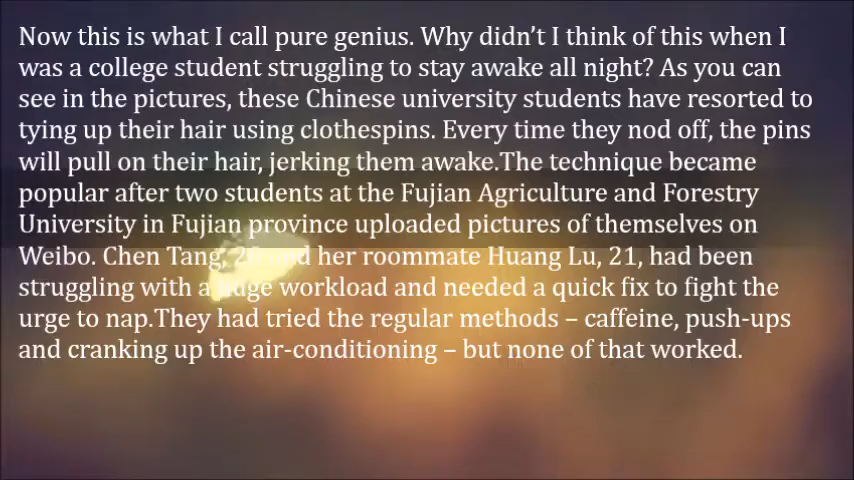 Now this is what I call pure genius. Why didn’t I think of this when I
was a college student struggling to stay awake all night? As you can
see in the pictures, these Chinese university students have resorted to
tying up their hair using clothespins. Every time they nod off, the pins
will pull on their hair, jerking them awake.The technique became
popular after two students at the Fujian Agriculture and Forestry
University in Fujian province uploaded pictures of themselves on
Weibo. Chen Tang, and her roommate Huang Lu, 21, had been
struggling with a huge workload and needed a quick fix to fight the
urge to nap.They had tried the regular methods – caffeine, push-ups
and cranking up the air-conditioning – but none of that worked.